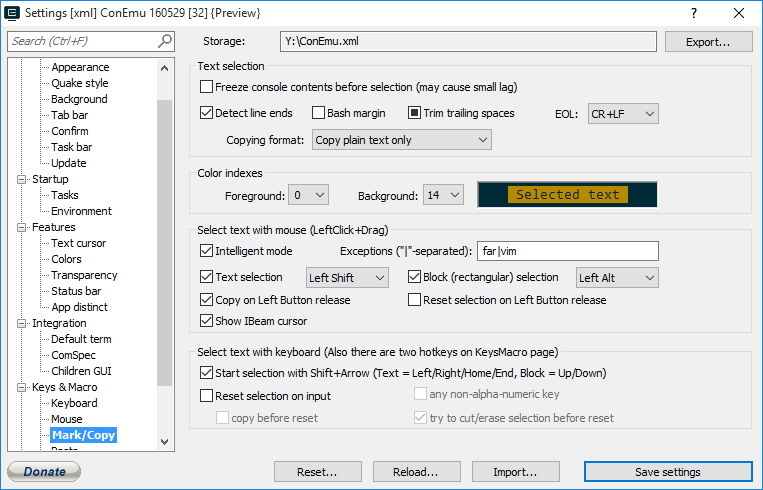 Settings [xml] ConEmu 160529 [32] {Preview}
?
Search (Ctrl+F)
Storage:
Y:\ConEmu.xml
Export...
Appearance
Quake style
Background
Tab bar
Confirm
Task bar
Update
Startup
Tasks
Environment
Features
Text cursor
Colors
Transparency
Status bar
App distinct
Integration
Default term
ComSpec
Children GUI
Keys & Macro
Keyboard
Mouse
Mark/Copy
Text selection
Freeze console contents before selection (may cause small lag)
Detect line ends
Bash margin
Trim trailing spaces
EOL:
CR+LF
Copying format:
Copy plain text only
Color indexes
Foreground:
0
Background:
14
Selected text
Select text with mouse (LeftClick+Drag)
Intelligent mode
Exceptions ("|"-separated):
far|vim
Text selection
Left Shift
Block (rectangular) selection
Left Alt
Copy on Left Button release
Reset selection on Left Button release
Show IBeam cursor
Select text with keyboard (Also there are two hotkeys on KeysMacro page)
Start selection with Shift+Arrow (Text = Left/Right/Home/End, Block = Up/Down)
Reset selection on input
any non-alpha-numeric key
copy before reset
try to cut/erase selection before reset
Donate
Reset...
Reload...
Import...
Save settings